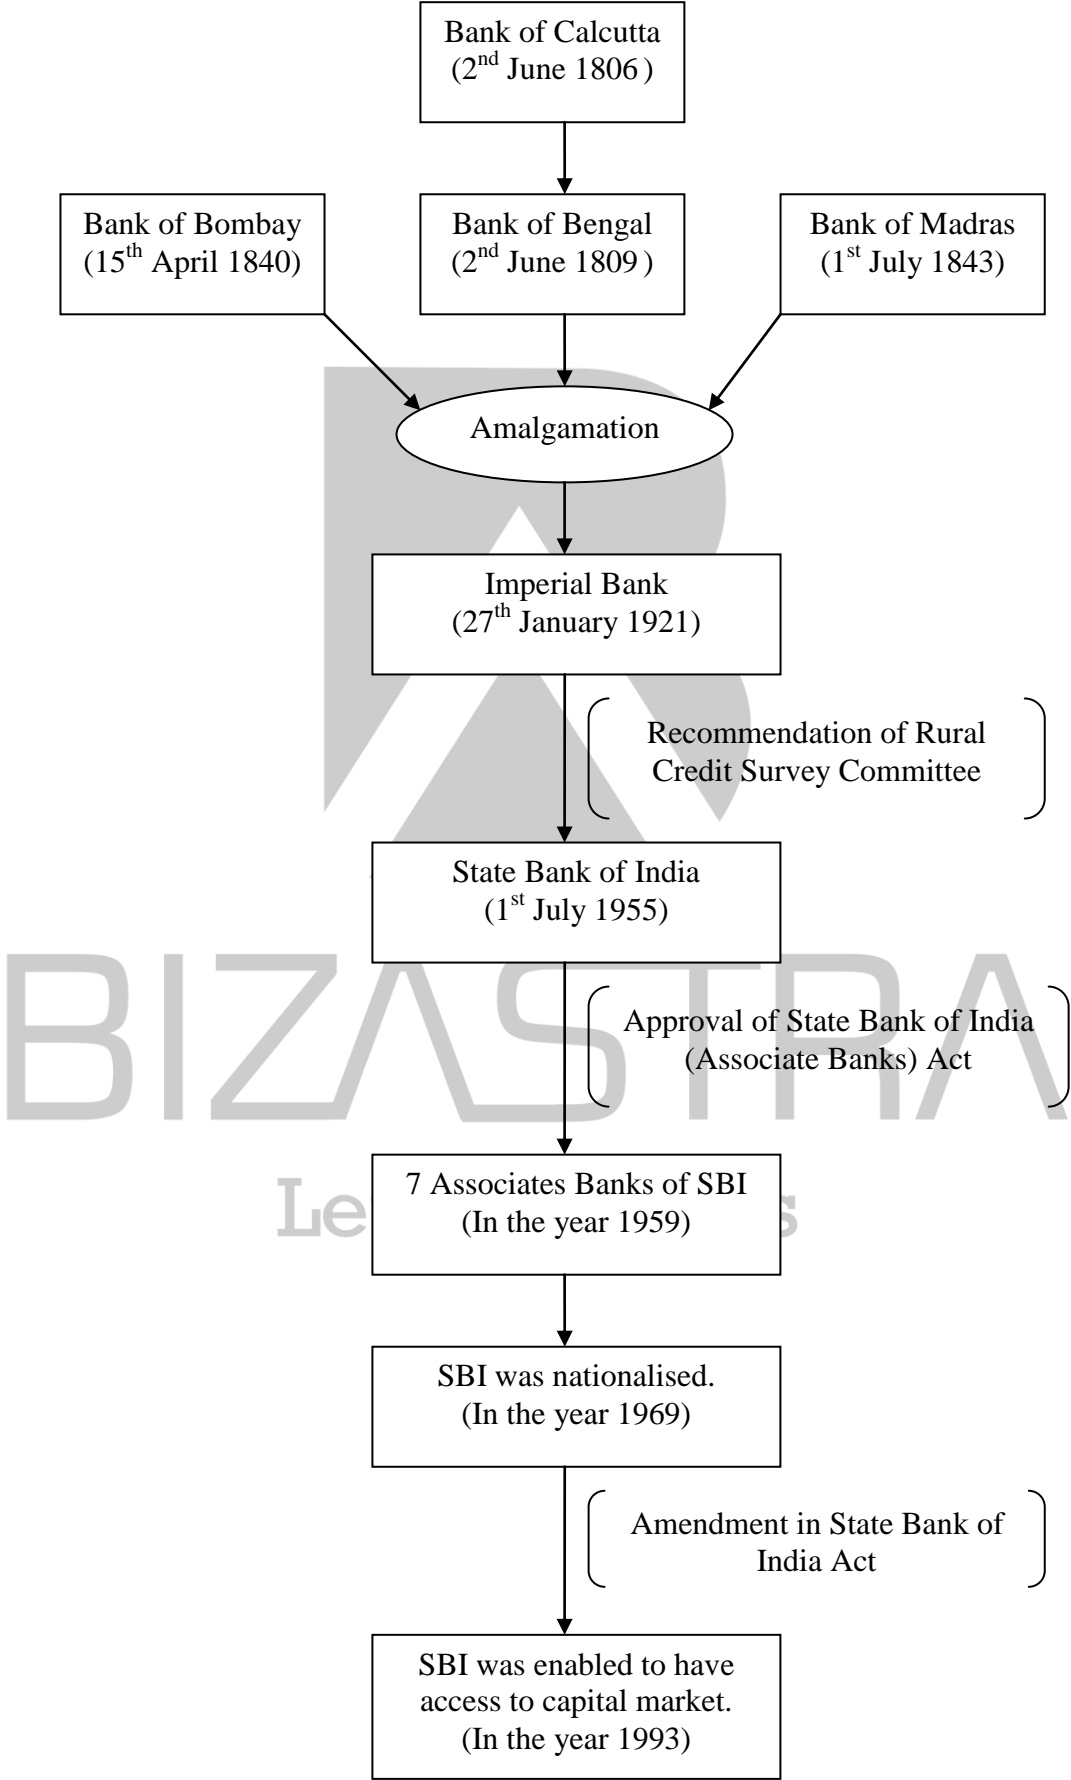 Bank of Calcutta
(2nd June 1806 )
Bank of Bombay
(15th April 1840)
Bank of Bengal
(2nd June 1809 )
Bank of Madras
(1st July 1843)
Amalgamation
Imperial Bank
(27th January 1921)
Recommendation of Rural
Credit Survey Committee
State Bank of India
(1st July 1955)
BIZASTRA
Approval of State Bank of India
(Associate Banks) Act
7 Associates Banks of SBI
(In the year 1959)
SBI was nationalised.
(In the year 1969)
Amendment in State Bank of
India Act
SBI was enabled to have
access to capital market.
(In the year 1993)